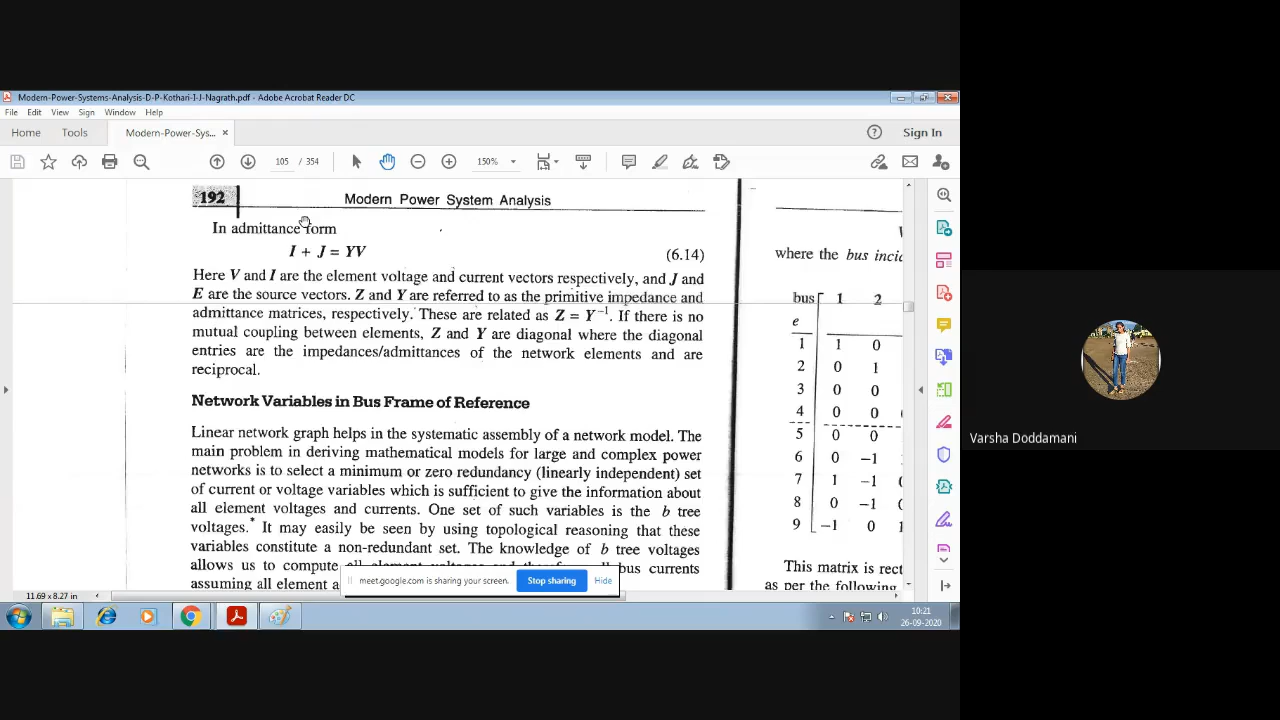 Modern-Power-Systems-Analysis-D-P-Kothari-I-J-Nagrath.pdf - Adobe Acrobat Reader DC
File Edit View Sign Window Help
Home Tools Modern-Power-Sys... × Sign In
105 / 354 150%
192 Modern Power System Analysis
In admittance form
I + J = YV (6.14)
Here V and I are the element voltage and current vectors respectively, and J and
E are the source vectors. Z and Y are referred to as the primitive impedance and
admittance matrices, respectively. These are related as Z = Y⁻¹. If there is no
mutual coupling between elements, Z and Y are diagonal where the diagonal
entries are the impedances/admittances of the network elements and are
reciprocal.
Network Variables in Bus Frame of Reference
Linear network graph helps in the systematic assembly of a network model. The
main problem in deriving mathematical models for large and complex power
networks is to select a minimum or zero redundancy (linearly independent) set
of current or voltage variables which is sufficient to give the information about
all element voltages and currents. One set of such variables is the b tree
voltages.* It may easily be seen by using topological reasoning that these
variables constitute a non-redundant set. The knowledge of b tree voltages
allows us to compute all element voltages and therefore all bus currents
assuming all element a
where the bus incid
bus 1 2
e
1 1 0
2 0 1
3 0 0
4 0 0
5 0 0
6 0 −1
7 1 −1
8 0 −1
9 −1 0
This matrix is rect
as per the following
meet.google.com is sharing your screen. Stop sharing Hide
11.69 x 8.27 in
10:21
26-09-2020
Varsha Doddamani